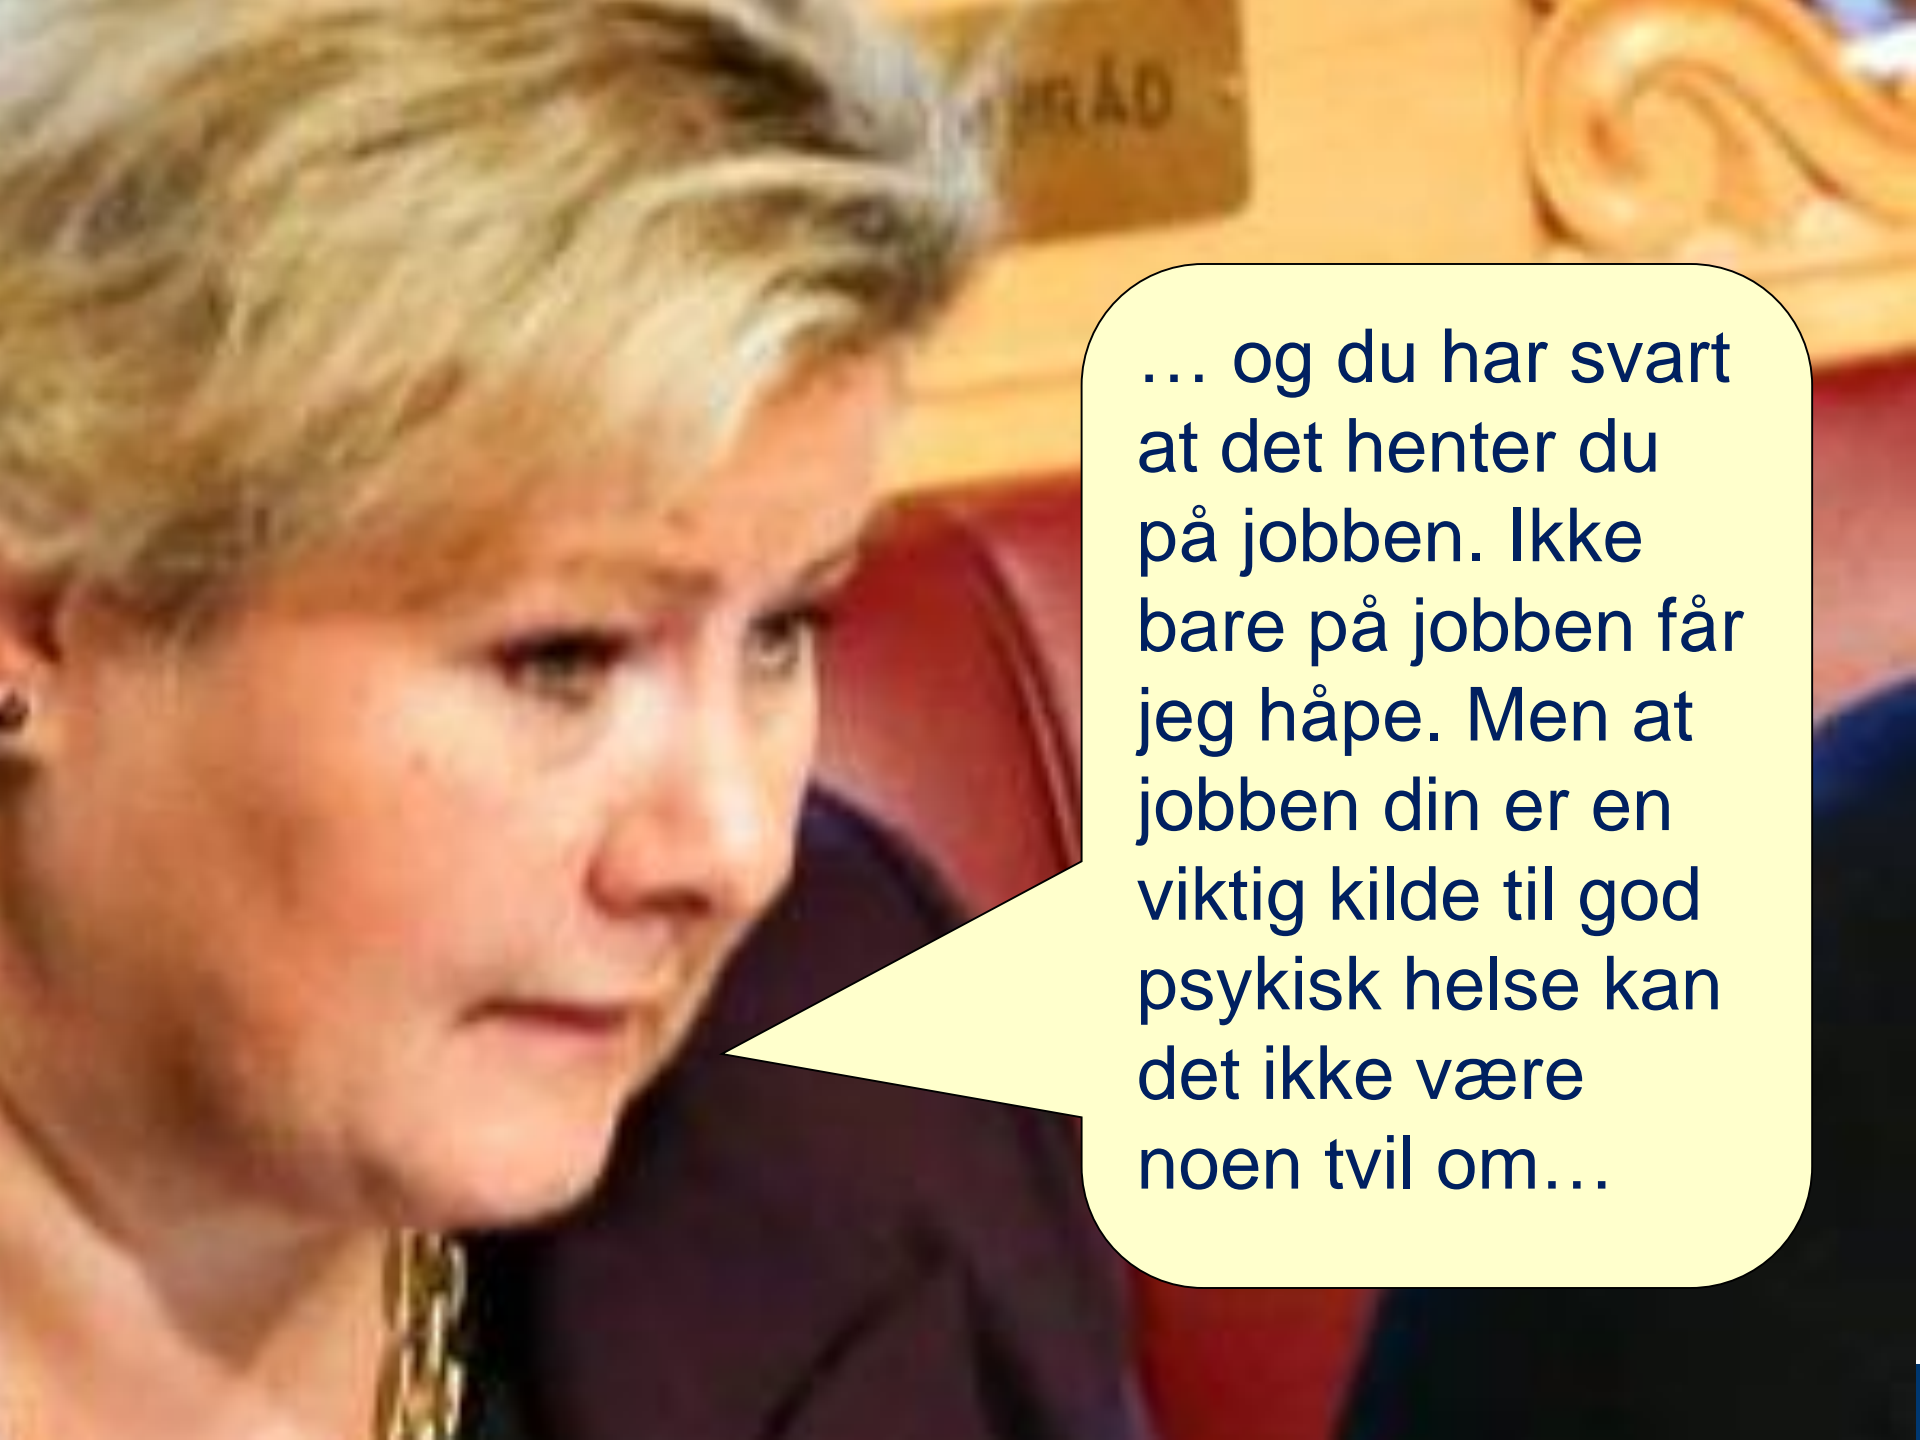 … og du har svart
at det henter du
på jobben. Ikke
bare på jobben får
jeg håpe. Men at
jobben din er en
viktig kilde til god
psykisk helse kan
det ikke være
noen tvil om…